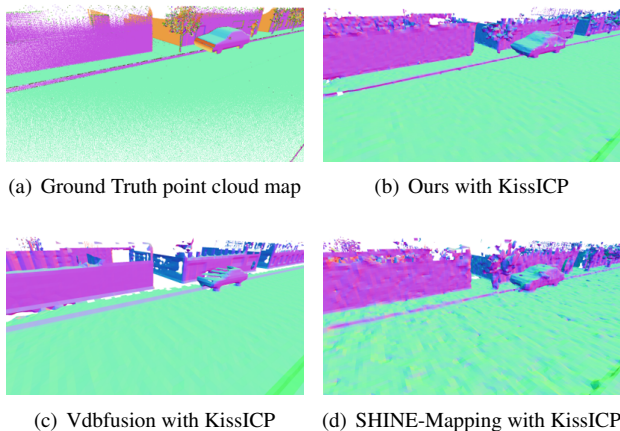 (a) Ground Truth point cloud map
(b) Ours with KissICP
(c) Vdbfusion with KissICP
(d) SHINE-Mapping with KissICP